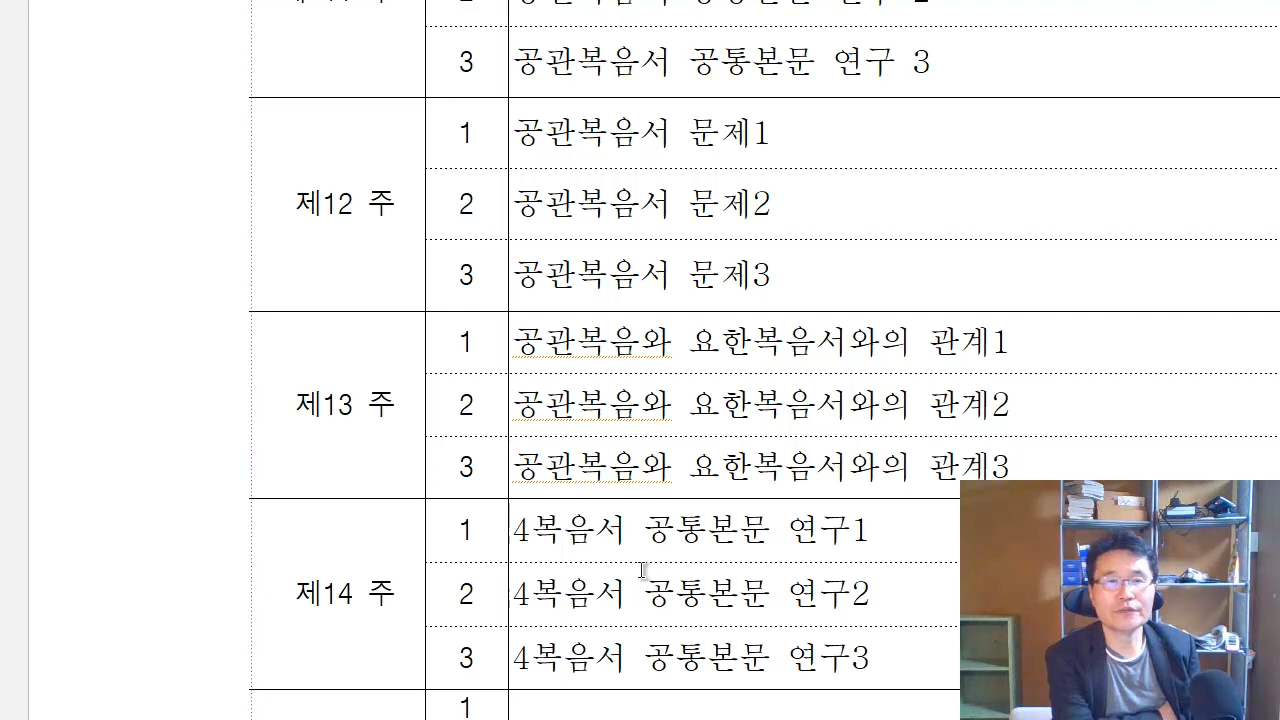 3 공관복음서 공통본문 연구 3
1 공관복음서 문제1
제12 주 2 공관복음서 문제2
3 공관복음서 문제3
1 공관복음와 요한복음서와의 관계1
제13 주 2 공관복음와 요한복음서와의 관계2
3 공관복음와 요한복음서와의 관계3
1 4복음서 공통본문 연구1
제14 주 2 4복음서 공통본문 연구2
3 4복음서 공통본문 연구3
1